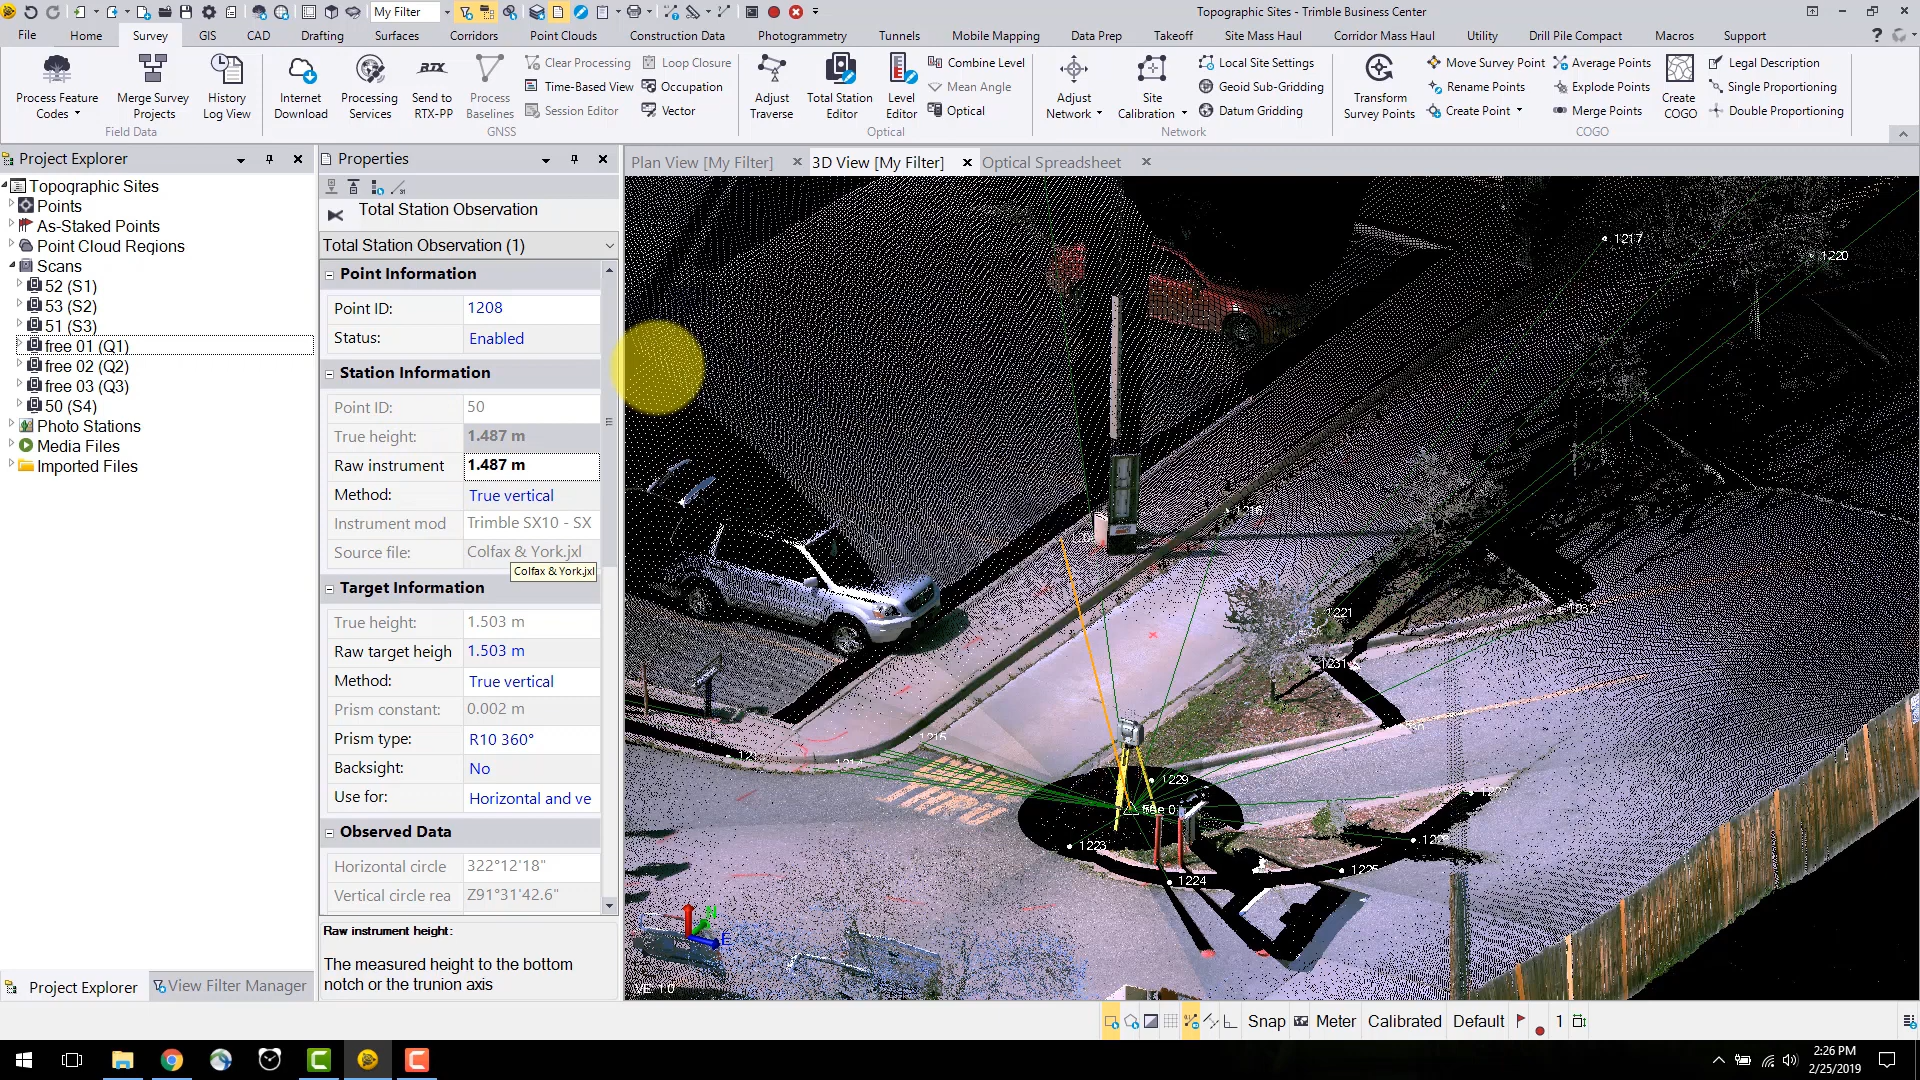 My Filter
Topographic Sites - Trimble Business Center
File
Home
Survey
GIS
CAD
Drafting
Surfaces
Corridors
Point Clouds
Construction Data
Photogrammetry
Tunnels
Mobile Mapping
Data Prep
Takeoff
Site Mass Haul
Corridor Mass Haul
Utility
Drill Pile Compact
Macros
Support
Process Feature
Codes
Merge Survey
Projects
History
Log View
Field Data
Internet
Download
Processing
Services
RTX
Send to
RTX-PP
Process
Baselines
Clear Processing
Time-Based View
Session Editor
Loop Closure
Occupation
Vector
GNSS
Adjust
Traverse
Total Station
Editor
Level
Editor
Combine Level
Mean Angle
Optical
Optical
Adjust
Network
Site
Calibration
Local Site Settings
Geoid Sub-Gridding
Datum Gridding
Network
Transform
Survey Points
Move Survey Point
Rename Points
Create Point
Average Points
Explode Points
Merge Points
Create
COGO
Legal Description
Single Proportioning
Double Proportioning
COGO
Project Explorer
Topographic Sites
Points
As-Staked Points
Point Cloud Regions
Scans
52 (S1)
53 (S2)
51 (S3)
free 01 (Q1)
free 02 (Q2)
free 03 (Q3)
50 (S4)
Photo Stations
Media Files
Imported Files
Project Explorer
View Filter Manager
Properties
Total Station Observation
Total Station Observation (1)
Point Information
Point ID: 1208
Status: Enabled
Station Information
Point ID: 50
True height: 1.487 m
Raw instrument 1.487 m
Method: True vertical
Instrument mod Trimble SX10 - SX
Source file: Colfax & York.jxl
Colfax & York.jxl
Target Information
True height: 1.503 m
Raw target heigh 1.503 m
Method: True vertical
Prism constant: 0.002 m
Prism type: R10 360°
Backsight: No
Use for: Horizontal and ve
Observed Data
Horizontal circle 322°12'18"
Vertical circle rea Z91°31'42.6"
Raw instrument height:
The measured height to the bottom
notch or the trunion axis
Plan View [My Filter]
3D View [My Filter]
Optical Spreadsheet
1217
1220
1216
1221
1232
1231
1215
1214
1229
1223
1224
1225
N
E
VE: 1.0
Snap
Meter
Calibrated
Default
1
2:26 PM
2/25/2019